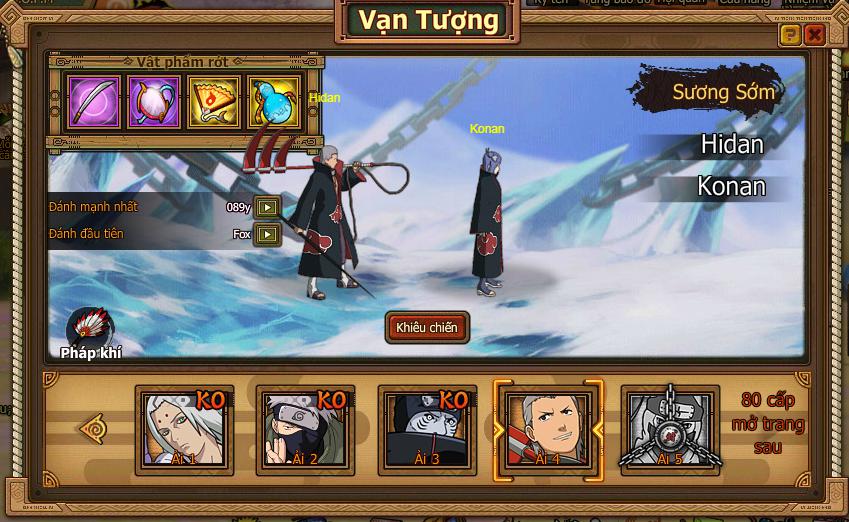 Vạn Tượng
Vật phẩm rớt
Hidan
Konan
Sương Sớm
Hidan
Konan
Đánh mạnh nhất 089y
Đánh đầu tiên Fox
Khiêu chiến
Pháp khí
KO
KO
KO
Ải 1
Ải 2
Ải 3
Ải 4
Ải 5
80 cấp
mở trang
sau